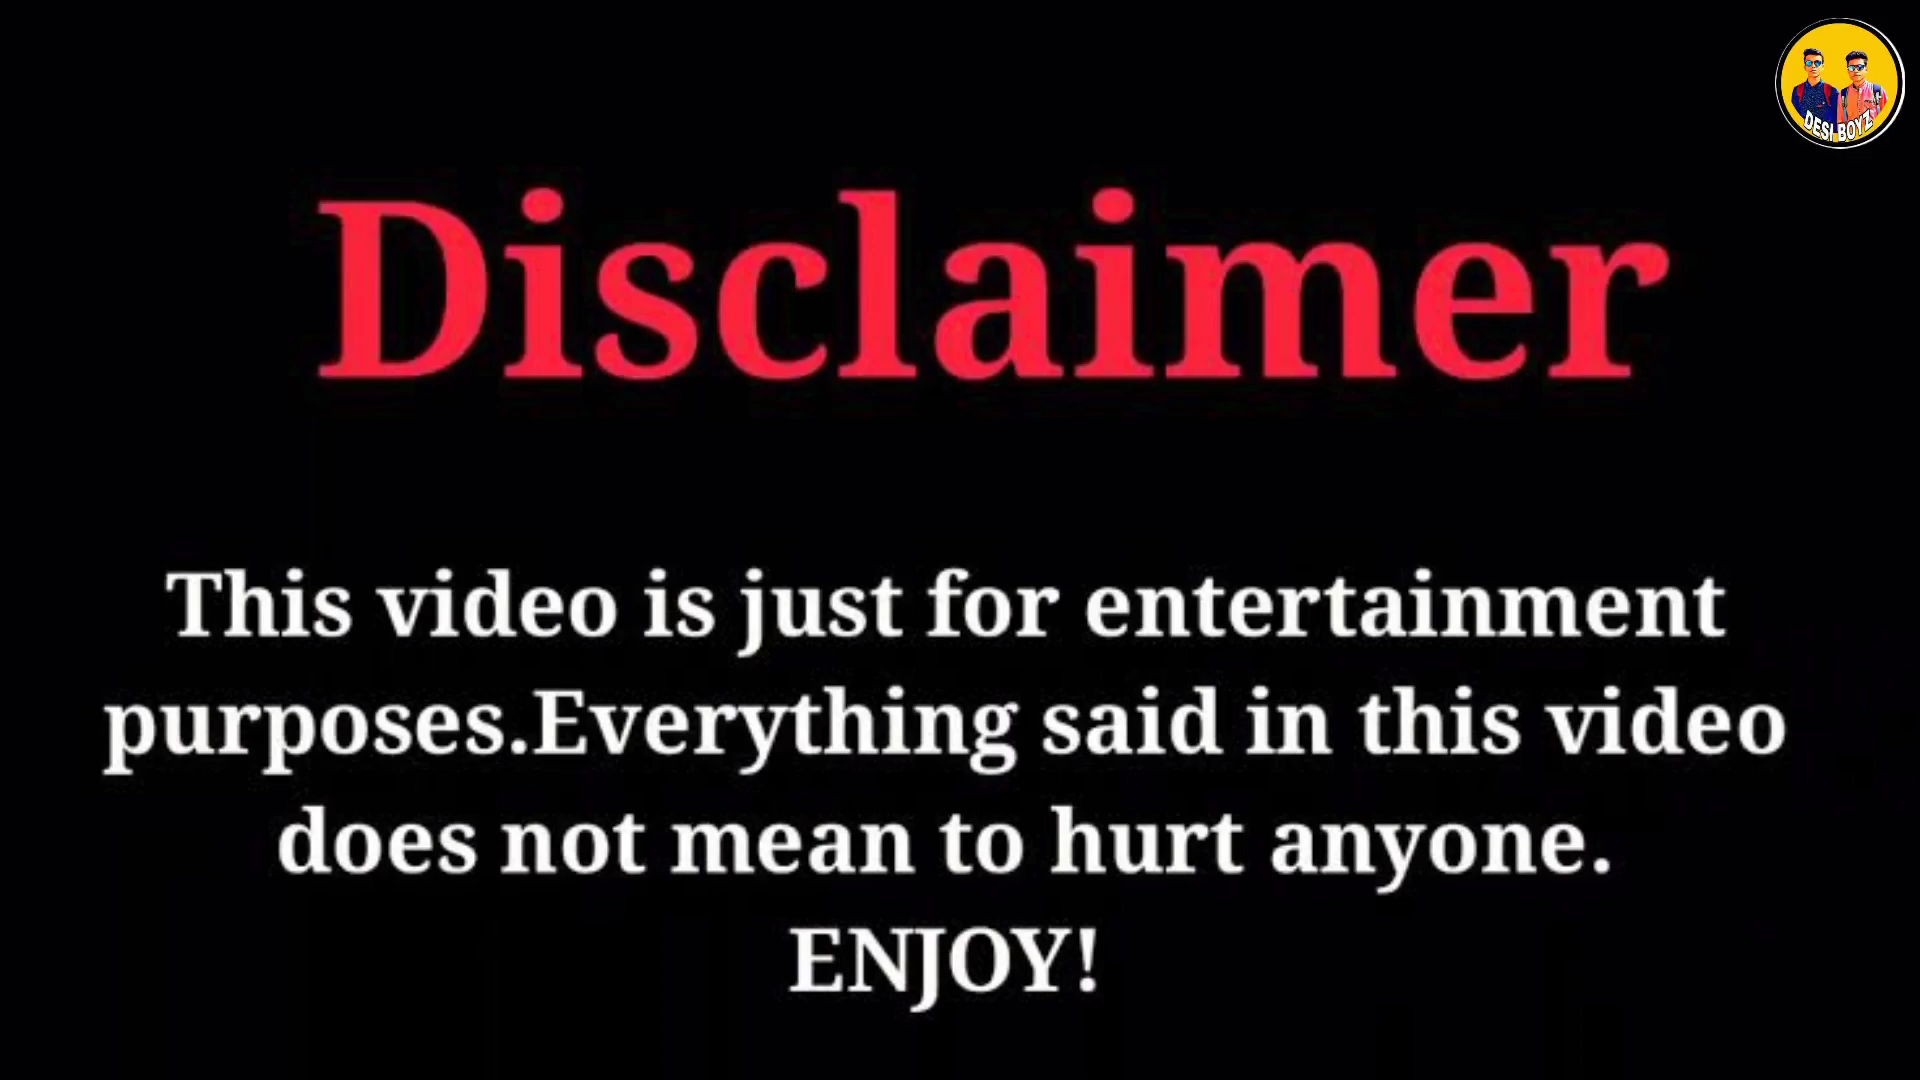 DESI BOYZ
Disclaimer
This video is just for entertainment
purposes.Everything said in this video
does not mean to hurt anyone.
ENJOY!